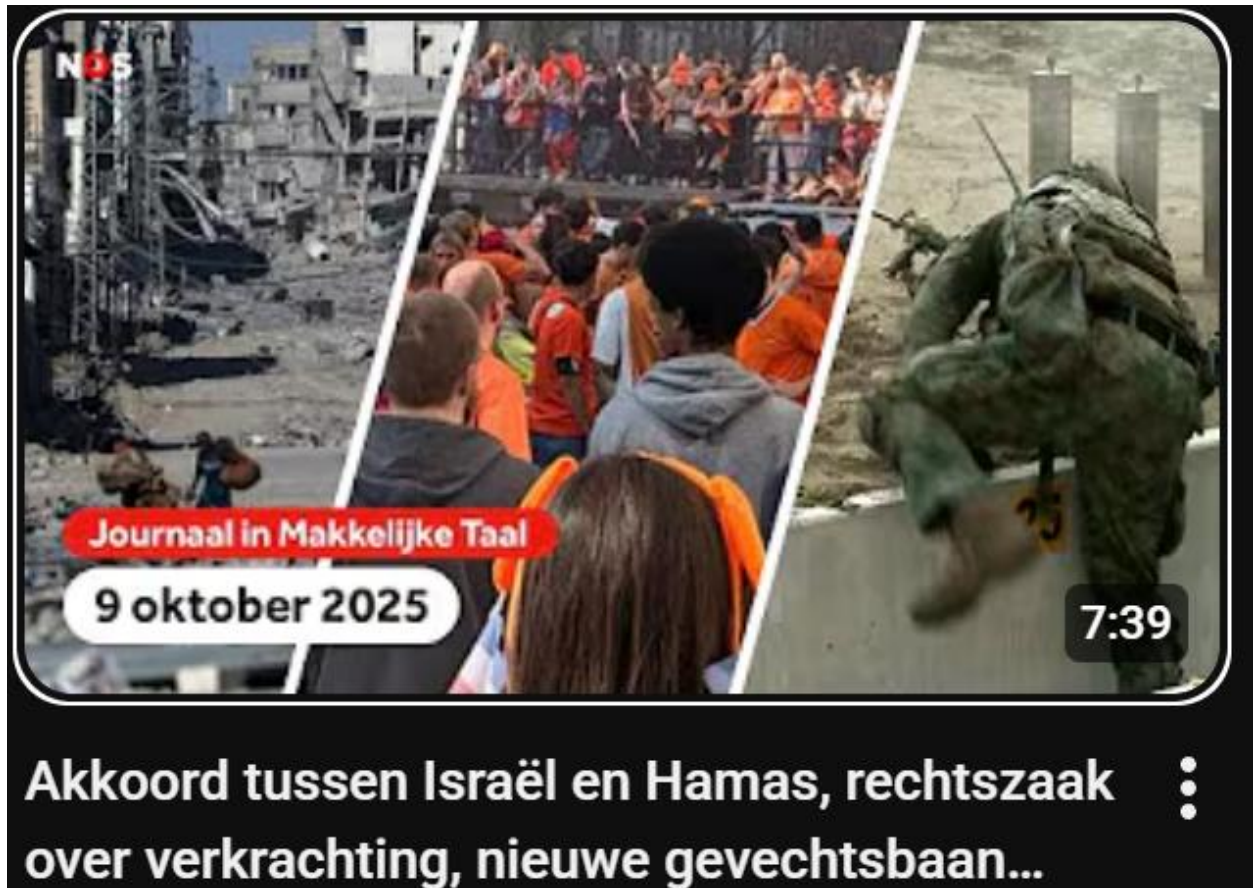 NOS
Journaal in Makkelijke Taal
9 oktober 2025
25
7:39
Akkoord tussen Israël en Hamas, rechtszaak
over verkrachting, nieuwe gevechtsbaan...